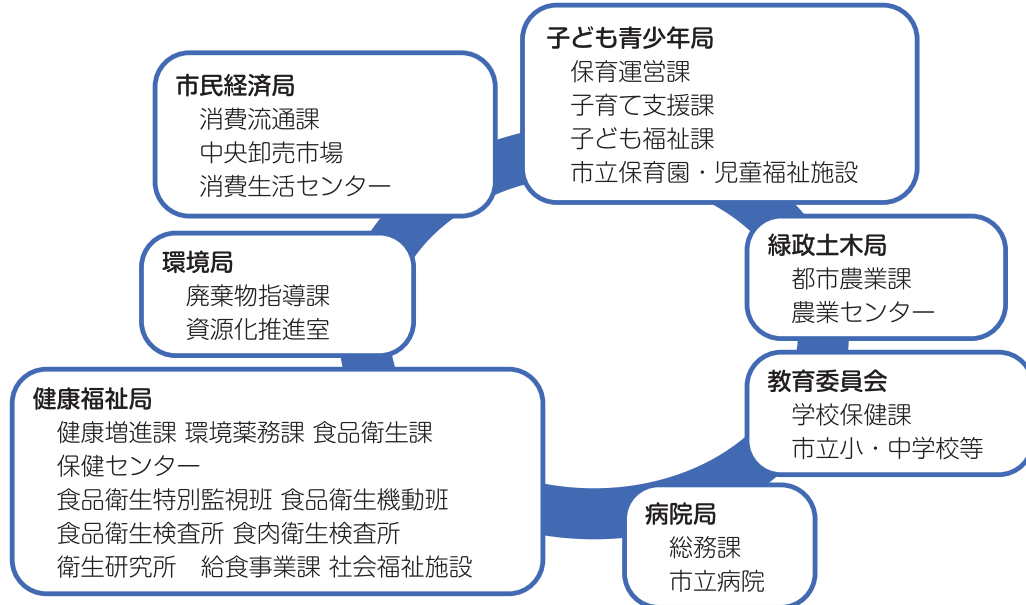 子ども青少年局
保育運営課
子育て支援課
子ども福祉課
市立保育園・児童福祉施設
市民経済局
消費流通課
中央卸売市場
消費生活センター
緑政土木局
都市農業課
農業センター
環境局
廃棄物指導課
資源化推進室
教育委員会
学校保健課
市立小・中学校等
健康福祉局
健康増進課 環境薬務課 食品衛生課
保健センター
食品衛生特別監視班 食品衛生機動班
食品衛生検査所 食肉衛生検査所
衛生研究所　給食事業課 社会福祉施設
病院局
総務課
市立病院